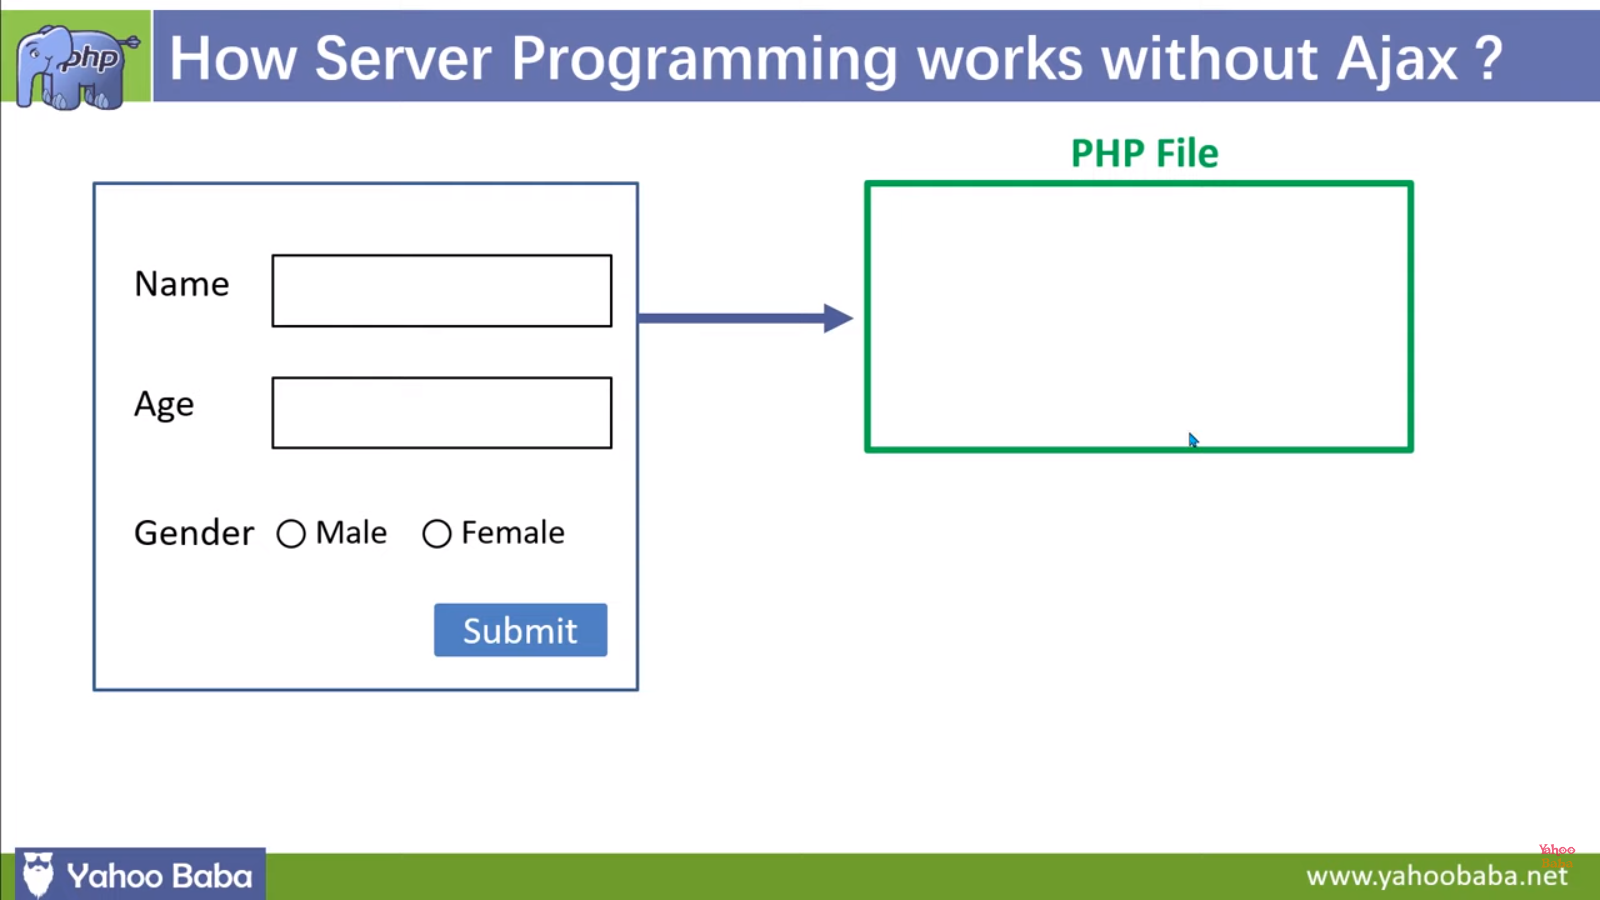 php
How Server Programming works without Ajax ?
PHP File
Name
Age
Gender Male Female
Submit
Yahoo
Baba
Yahoo Baba
www.yahoobaba.net